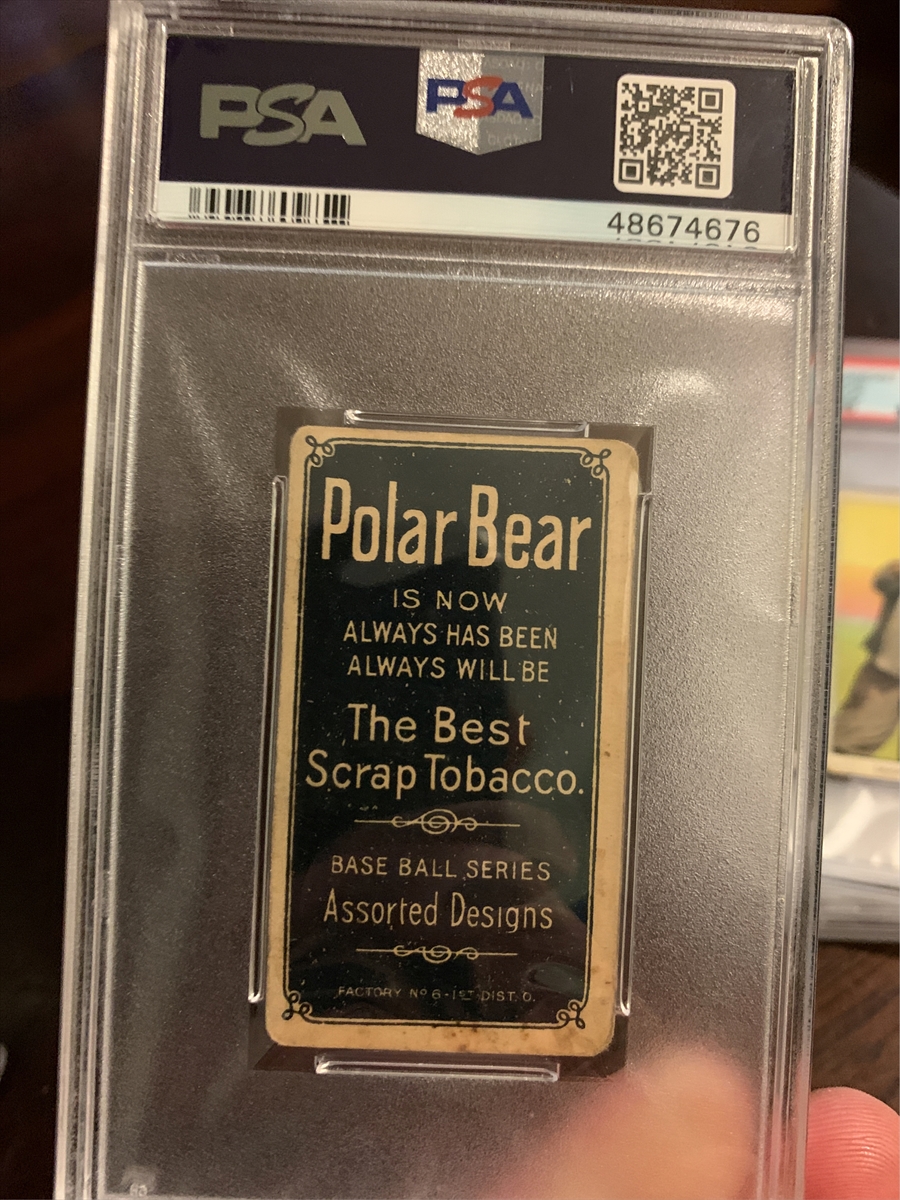 PSA
PSA
48674676
Polar Bear
IS NOW
ALWAYS HAS BEEN
ALWAYS WILL BE
The Best
Scrap Tobacco.
BASE BALL SERIES
Assorted Designs
FACTORY Nº 6-1ST DIST. O.